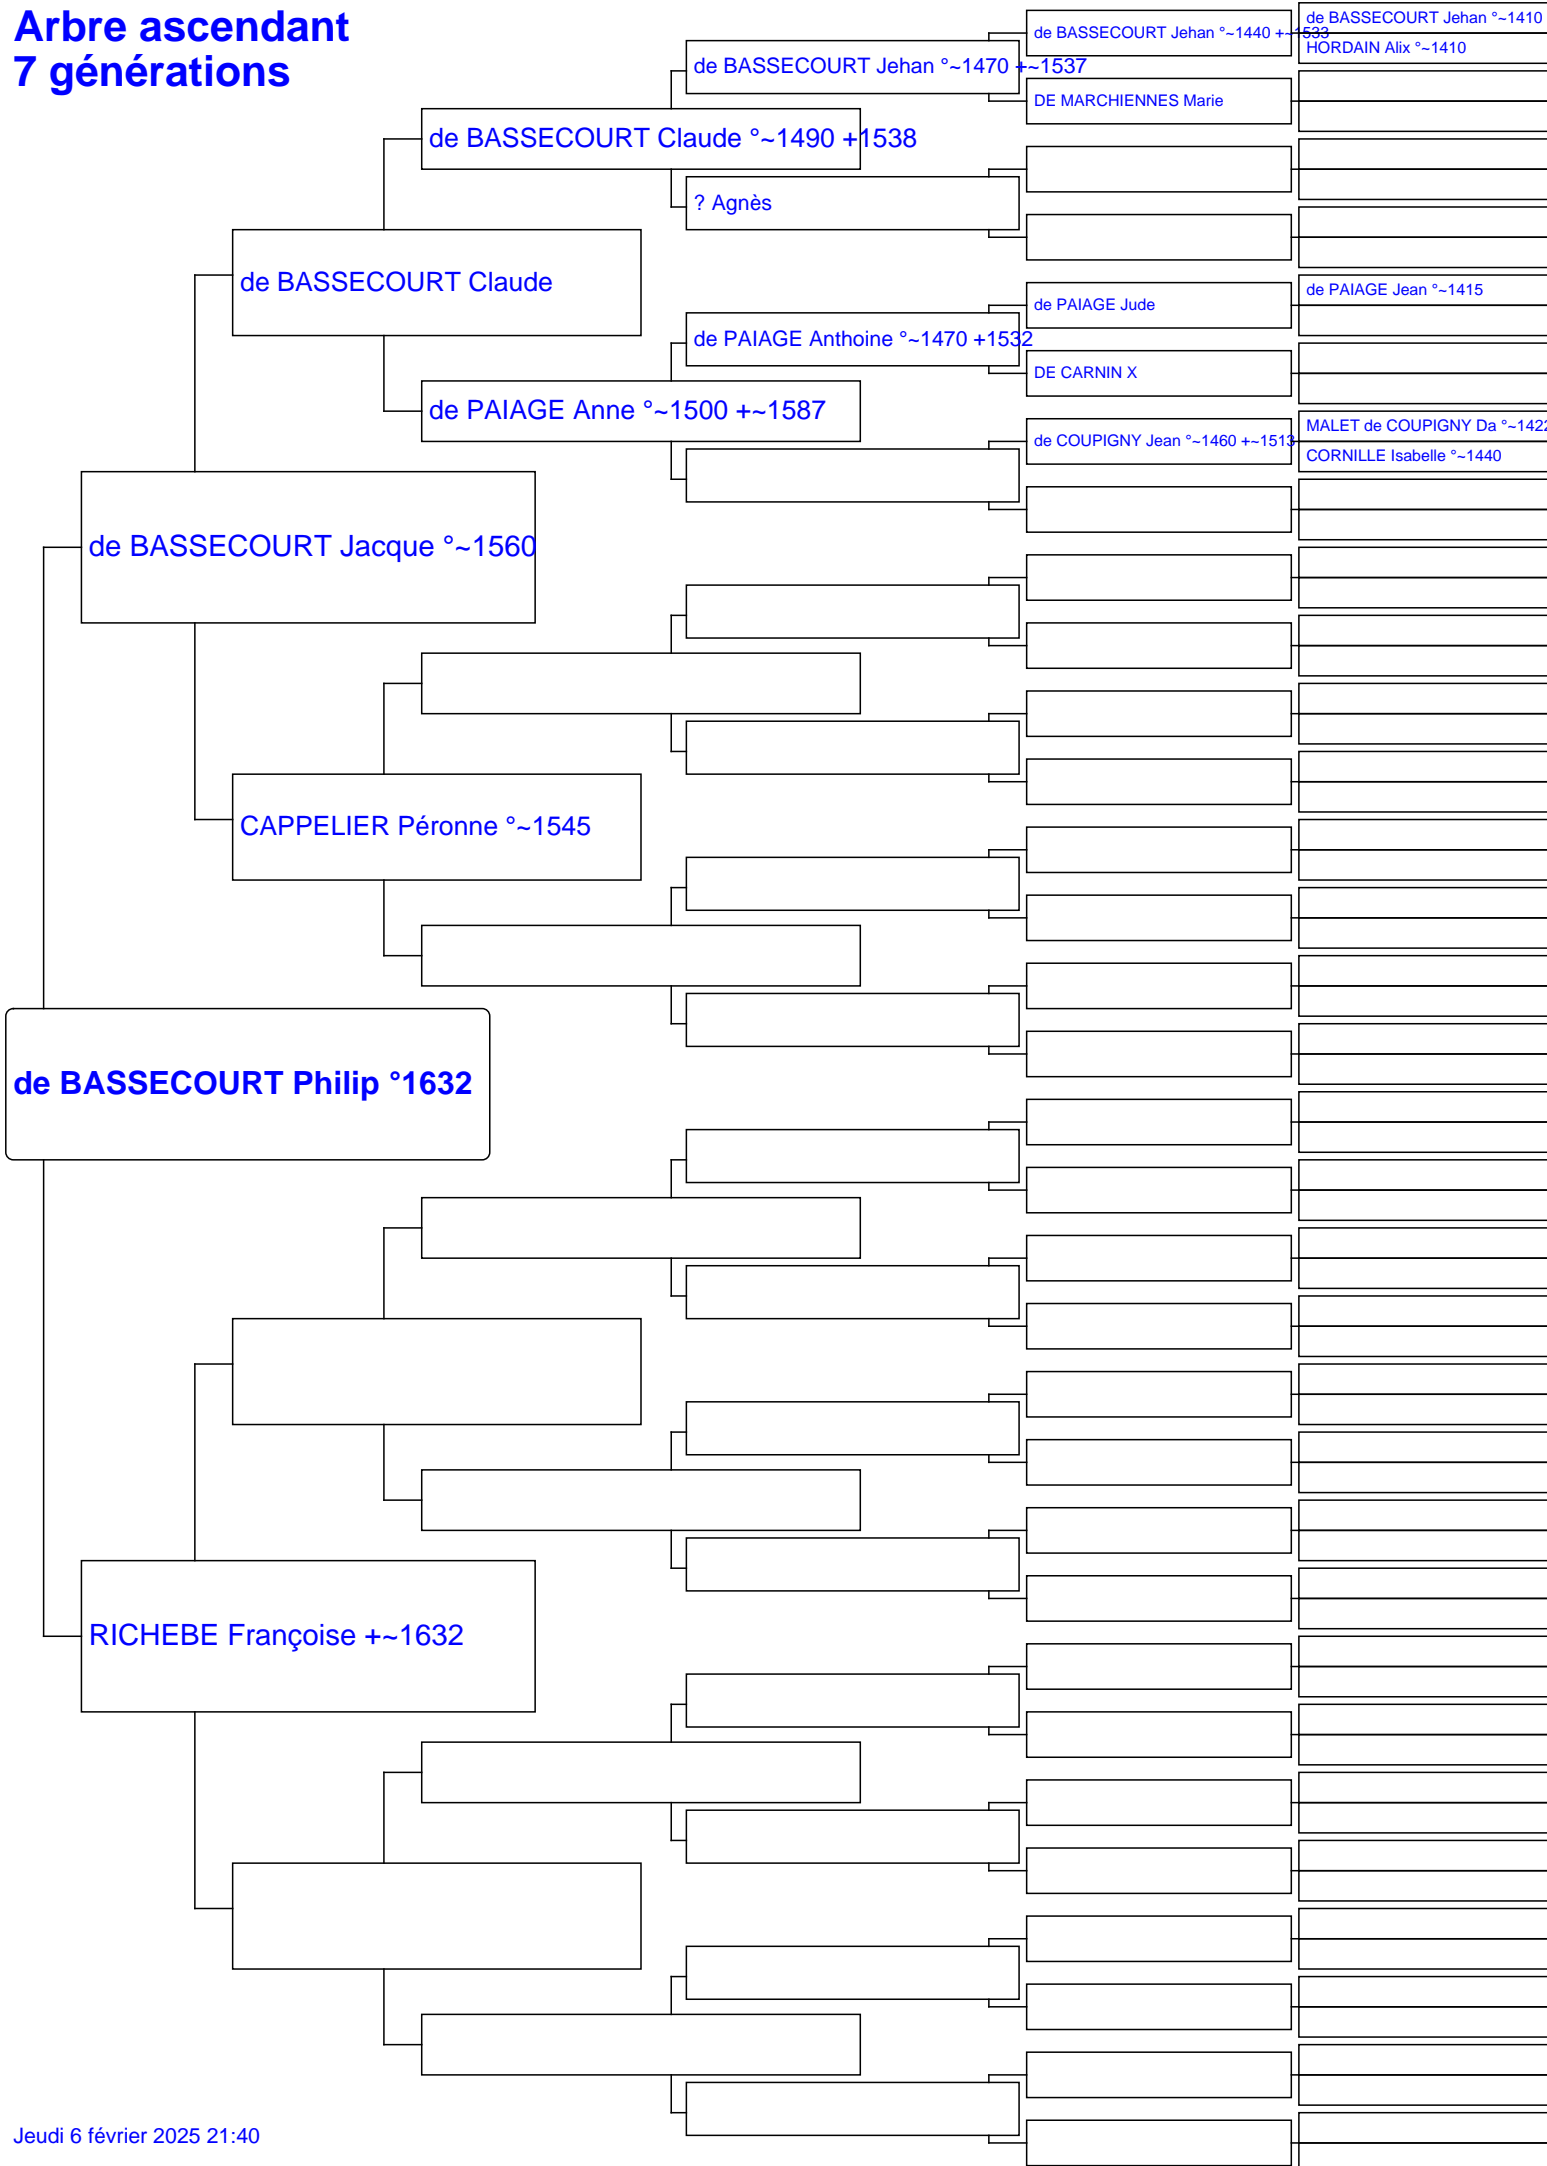 Arbre ascendant
7 générations
de BASSECOURT Jehan °~1410
HORDAIN Alix °~1410
de BASSECOURT Jehan °~1440 +~1533
de BASSECOURT Jehan °~1470 +~1537
DE MARCHIENNES Marie
de BASSECOURT Claude °~1490 +1538
? Agnès
de BASSECOURT Claude
de PAIAGE Jean °~1415
de PAIAGE Jude
de PAIAGE Anthoine °~1470 +1532
DE CARNIN X
de PAIAGE Anne °~1500 +~1587
MALET de COUPIGNY Da °~1422
de COUPIGNY Jean °~1460 +~1513
CORNILLE Isabelle °~1440
de BASSECOURT Jacque °~1560
CAPPELIER Péronne °~1545
de BASSECOURT Philip °1632
RICHEBE Françoise +~1632
Jeudi 6 février 2025 21:40